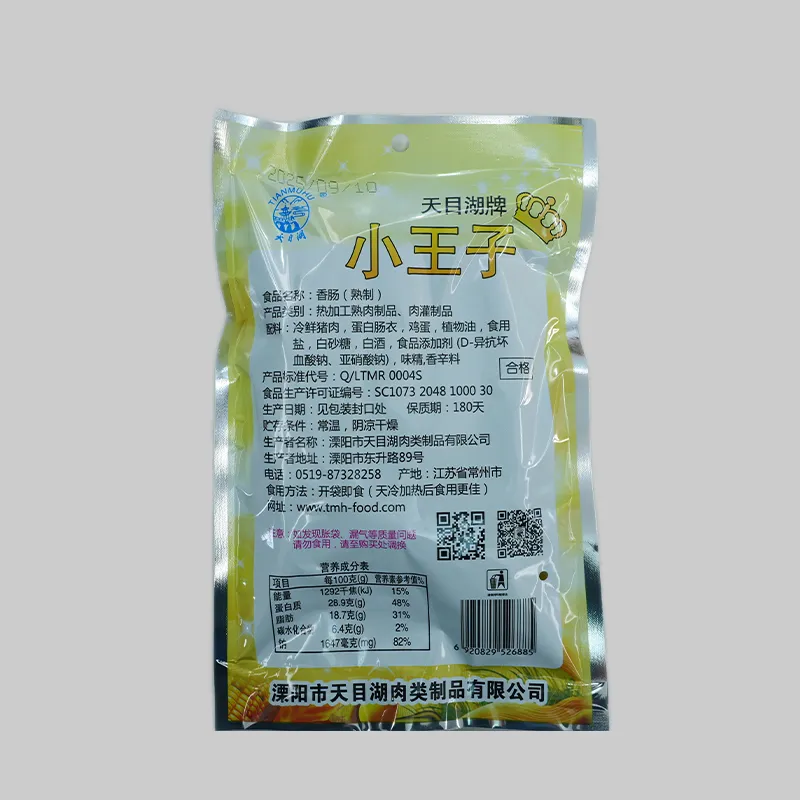 09/10
TIANMUHU
®
天目湖
天目湖牌
小王子
食品名称：香肠（熟制）
产品类别：热加工熟肉制品、肉灌制品
配料：冷鲜猪肉，蛋白肠衣，鸡蛋，植物油，食用
盐，白砂糖，白酒，食品添加剂 (D-异抗坏
血酸钠、亚硝酸钠)，味精,香辛料
产品标准代号：Q/LTMR 0004S
合格
食品生产许可证编号：SC1073 2048 1000 30
生产日期：见包装封口处 保质期：180天
贮存条件：常温，阴凉干燥
生产者名称：溧阳市天目湖肉类制品有限公司
生产者地址：溧阳市东升路89号
电话：0519-87328258 产地：江苏省常州市
食用方法：开袋即食（天冷加热后食用更佳）
网址：www.tmh-food.com
注意：如发现胀袋、漏气等质量问题
请勿食用，请至购买处调换
营养成分表
项目 每100克(g) 营养素参考值%
能量 1292千焦(kJ) 15%
蛋白质 28.9克(g) 48%
脂肪 18.7克(g) 31%
碳水化合物 6.4克(g) 2%
钠 1647毫克(mg) 82%
6 920829 526885
溧阳市天目湖肉类制品有限公司